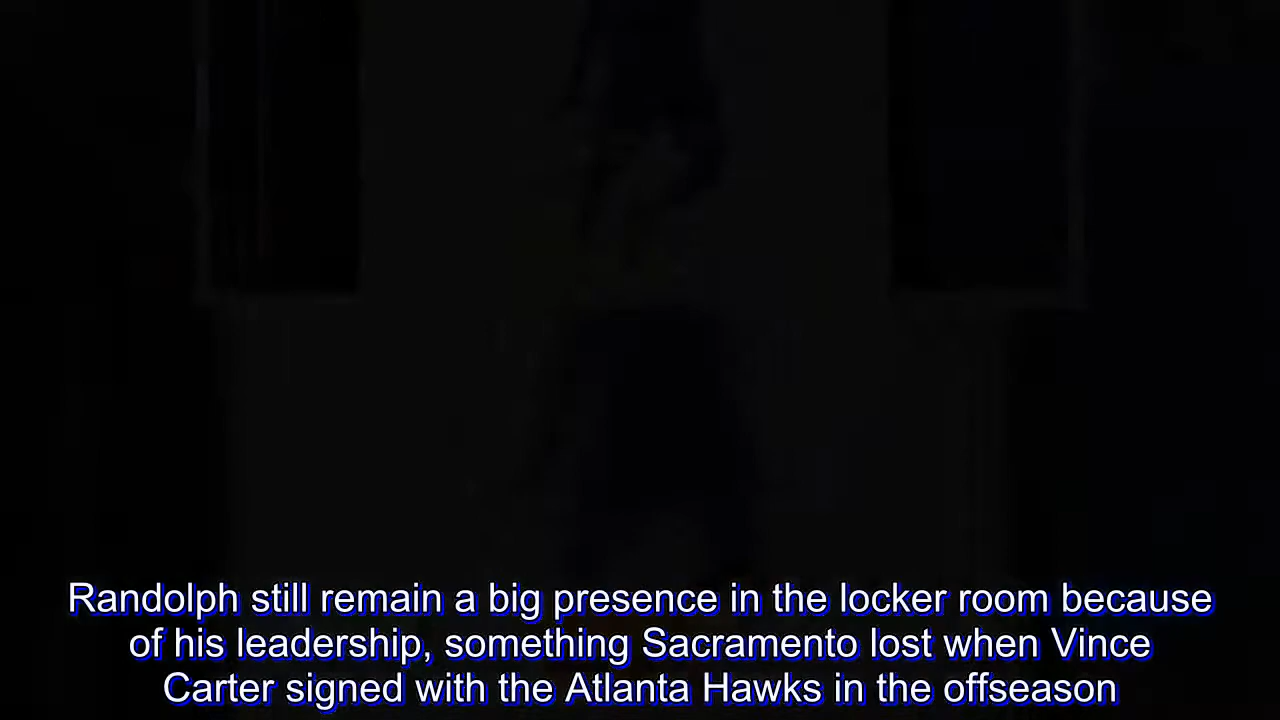 Randolph still remain a big presence in the locker room because
of his leadership, something Sacramento lost when Vince
Carter signed with the Atlanta Hawks in the offseason